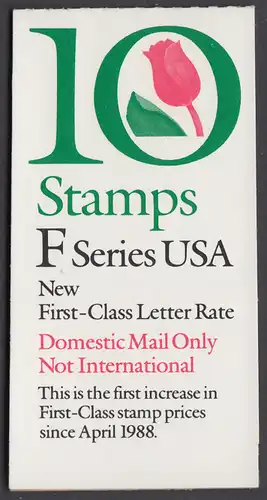 10
Stamps
F Series USA
New
First-Class Letter Rate
Domestic Mail Only
Not International
This is the first increase in
First-Class stamp prices
since April 1988.